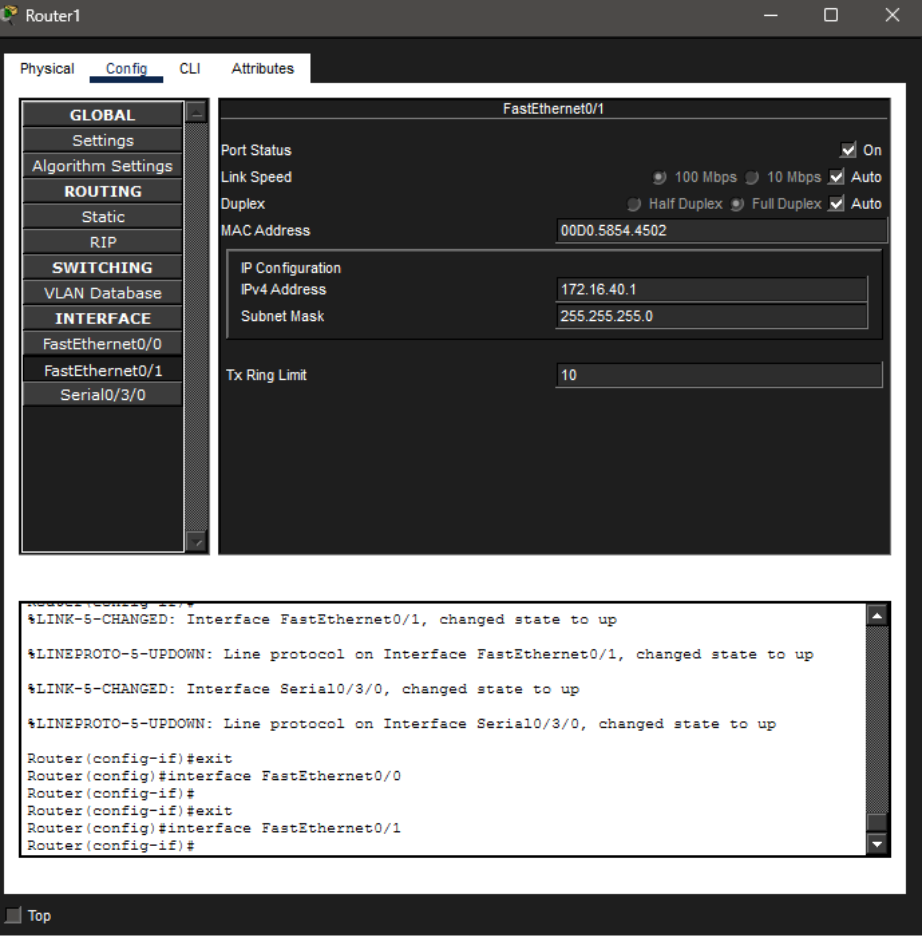 Router1
Physical Config CLI Attributes
GLOBAL
Settings
Algorithm Settings
ROUTING
Static
RIP
SWITCHING
VLAN Database
INTERFACE
FastEthernet0/0
FastEthernet0/1
Serial0/3/0
FastEthernet0/1
Port Status On
Link Speed 100 Mbps 10 Mbps Auto
Duplex Half Duplex Full Duplex Auto
MAC Address 00D0.5854.4502
IP Configuration
IPv4 Address 172.16.40.1
Subnet Mask 255.255.255.0
Tx Ring Limit 10
Router(config-if)#
%LINK-5-CHANGED: Interface FastEthernet0/1, changed state to up
%LINEPROTO-5-UPDOWN: Line protocol on Interface FastEthernet0/1, changed state to up
%LINK-5-CHANGED: Interface Serial0/3/0, changed state to up
%LINEPROTO-5-UPDOWN: Line protocol on Interface Serial0/3/0, changed state to up
Router(config-if)#exit
Router(config)#interface FastEthernet0/0
Router(config-if)#
Router(config-if)#exit
Router(config)#interface FastEthernet0/1
Router(config-if)#
Top